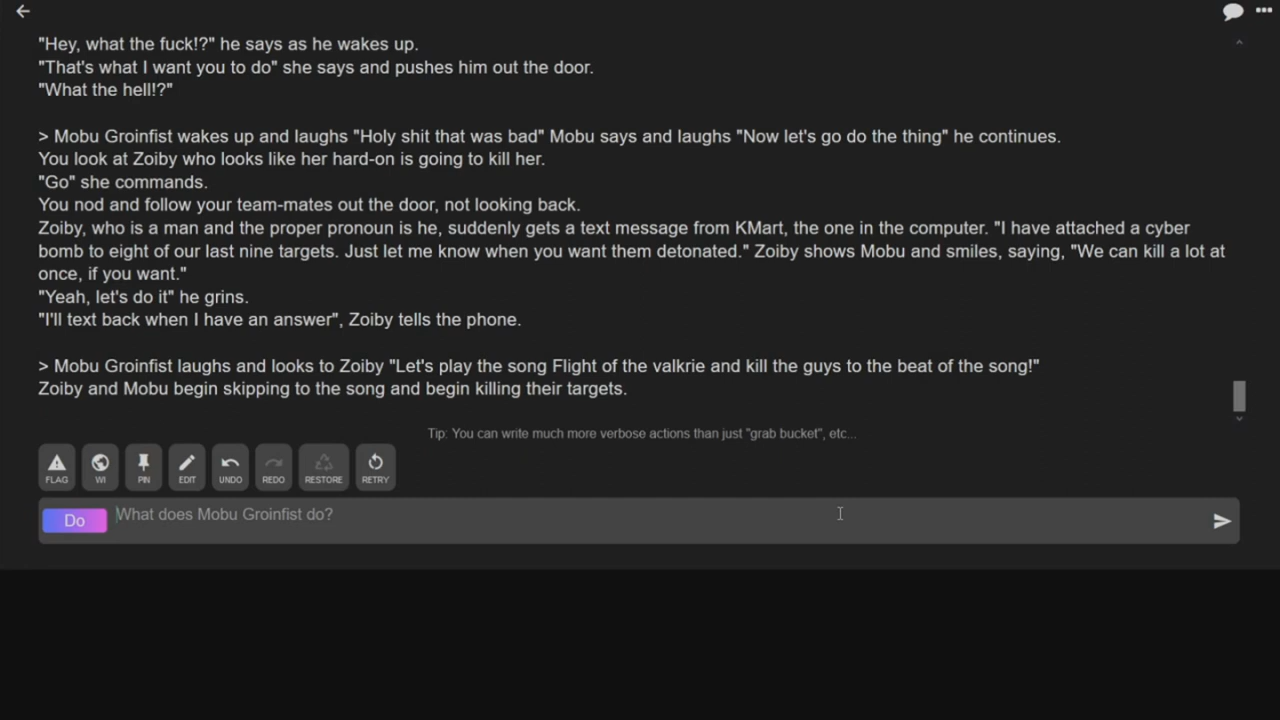 "Hey, what the fuck!?" he says as he wakes up.
"That's what I want you to do" she says and pushes him out the door.
"What the hell!?"
> Mobu Groinfist wakes up and laughs "Holy shit that was bad" Mobu says and laughs "Now let's go do the thing" he continues.
You look at Zoiby who looks like her hard-on is going to kill her.
"Go" she commands.
You nod and follow your team-mates out the door, not looking back.
Zoiby, who is a man and the proper pronoun is he, suddenly gets a text message from KMart, the one in the computer. "I have attached a cyber
bomb to eight of our last nine targets. Just let me know when you want them detonated." Zoiby shows Mobu and smiles, saying, "We can kill a lot at
once, if you want."
"Yeah, let's do it" he grins.
"I'll text back when I have an answer", Zoiby tells the phone.
> Mobu Groinfist laughs and looks to Zoiby "Let's play the song Flight of the valkrie and kill the guys to the beat of the song!"
Zoiby and Mobu begin skipping to the song and begin killing their targets.
Tip: You can write much more verbose actions than just "grab bucket", etc...
FLAG WI PIN EDIT UNDO REDO RESTORE RETRY
Do What does Mobu Groinfist do?